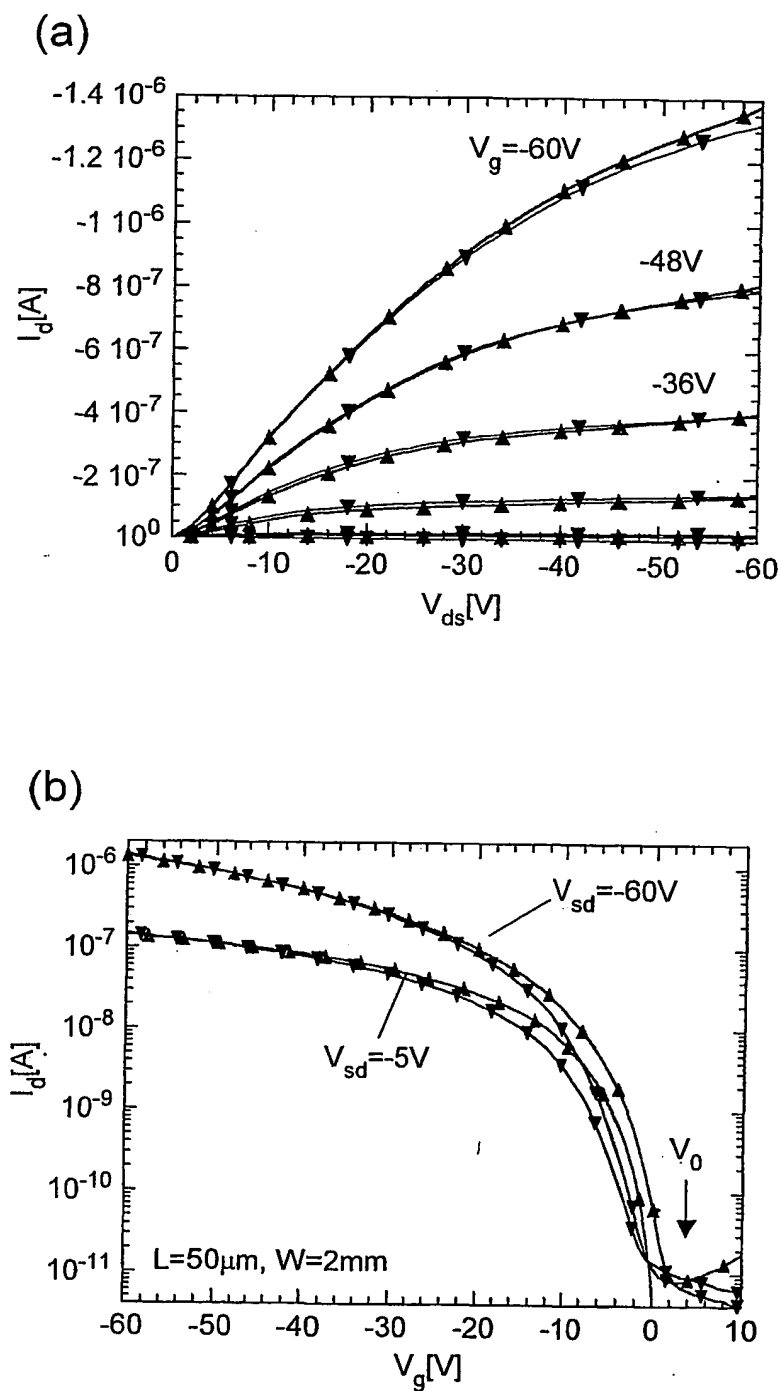 (a)
-1.4 10^-6
-1.2 10^-6
-1 10^-6
-8 10^-7
-6 10^-7
-4 10^-7
-2 10^-7
10^0
I_d[A]
V_g=-60V
-48V
-36V
0 -10 -20 -30 -40 -50 -60
V_ds[V]
(b)
10^-6
10^-7
10^-8
10^-9
10^-10
10^-11
I_d[A]
V_sd=-60V
V_sd=-5V
V_0
L=50μm, W=2mm
-60 -50 -40 -30 -20 -10 0 10
V_g[V]